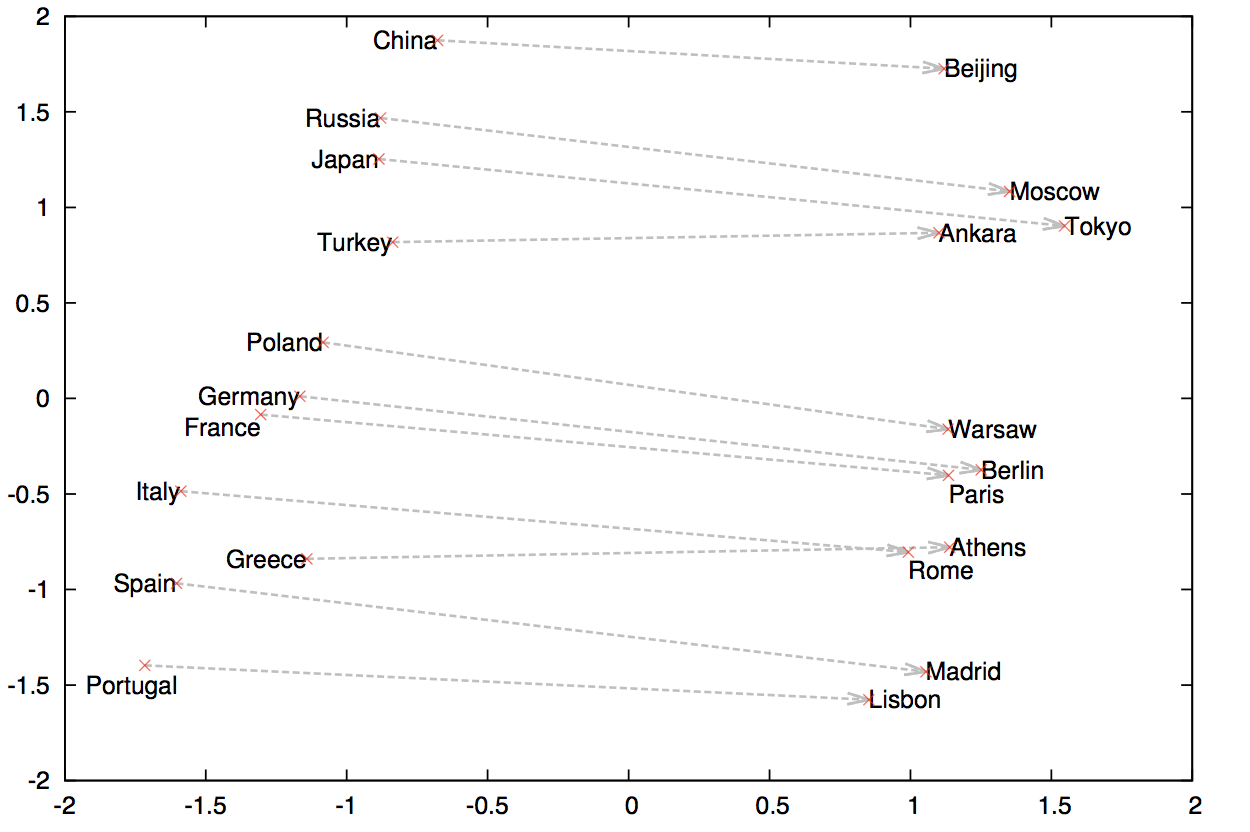 2
China
Beijing
1.5
Russia
Japan
Moscow
1
Tokyo
Turkey
Ankara
0.5
Poland
0
Germany
France
Warsaw
Berlin
-0.5
Italy
Paris
Greece
Athens
Rome
-1
Spain
Madrid
-1.5
Portugal
Lisbon
-2
-2 -1.5 -1 -0.5 0 0.5 1 1.5 2